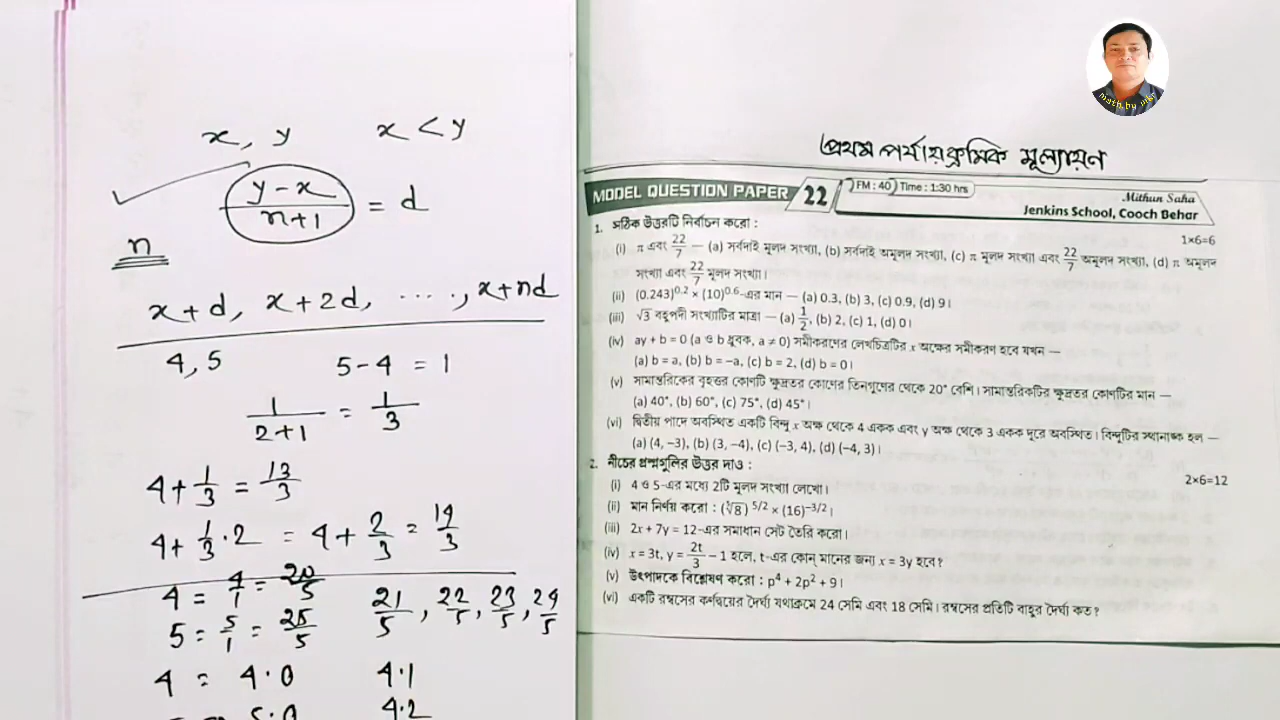 x, y x < y
(y-x)/(n+1) = d
n
x+d, x+2d, ...., x+nd
4, 5 5-4 = 1
1/(2+1) = 1/3
4+1/3 = 13/3
4+1/3·2 = 4+2/3 = 14/3
4 = 4/1 = 20/5
5 = 5/1 = 25/5 21/5, 22/5, 23/5, 24/5
4 = 4·0 4·1
5·0 4·2
math by mkr
প্রথম পর্যায়ক্রমিক মূল্যায়ণ
MODEL QUESTION PAPER 22 FM : 40 Time : 1:30 hrs
Mithun Saha
Jenkins School, Cooch Behar
1. সঠিক উত্তরটি নির্বাচন করো : 1×6=6
(i) π এবং 22/7 — (a) সর্বদাই মূলদ সংখ্যা, (b) সর্বদাই অমূলদ সংখ্যা, (c) π মূলদ সংখ্যা এবং 22/7 অমূলদ সংখ্যা, (d) π অমূলদ
সংখ্যা এবং 22/7 মূলদ সংখ্যা।
(ii) (0.243)^0.2 × (10)^0.6-এর মান — (a) 0.3, (b) 3, (c) 0.9, (d) 9।
(iii) √3 বহুপদী সংখ্যাটির মাত্রা — (a) 1/2, (b) 2, (c) 1, (d) 0।
(iv) ay + b = 0 (a ও b ধ্রুবক, a ≠ 0) সমীকরণের লেখচিত্রটির x অক্ষের সমীকরণ হবে যখন —
(a) b = a, (b) b = −a, (c) b = 2, (d) b = 0।
(v) সামান্তরিকের বৃহত্তর কোণটি ক্ষুদ্রতর কোণের তিনগুণের থেকে 20° বেশি। সামান্তরিকটির ক্ষুদ্রতর কোণটির মান —
(a) 40°, (b) 60°, (c) 75°, (d) 45°।
(vi) দ্বিতীয় পাদে অবস্থিত একটি বিন্দু x অক্ষ থেকে 4 একক এবং y অক্ষ থেকে 3 একক দূরে অবস্থিত। বিন্দুটির স্থানাঙ্ক হল —
(a) (4, −3), (b) (3, −4), (c) (−3, 4), (d) (−4, 3)।
2. নীচের প্রশ্নগুলির উত্তর দাও : 2×6=12
(i) 4 ও 5-এর মধ্যে 2টি মূলদ সংখ্যা লেখো।
(ii) মান নির্ণয় করো : (∛8)^5/2 × (16)^−3/2।
(iii) 2x + 7y = 12-এর সমাধান সেট তৈরি করো।
(iv) x = 3t, y = 2t/3 − 1 হলে, t-এর কোন্ মানের জন্য x = 3y হবে?
(v) উৎপাদকে বিশ্লেষণ করো : p⁴ + 2p² + 9।
(vi) একটি রম্বসের কর্ণদ্বয়ের দৈর্ঘ্য যথাক্রমে 24 সেমি এবং 18 সেমি। রম্বসের প্রতিটি বাহুর দৈর্ঘ্য কত?